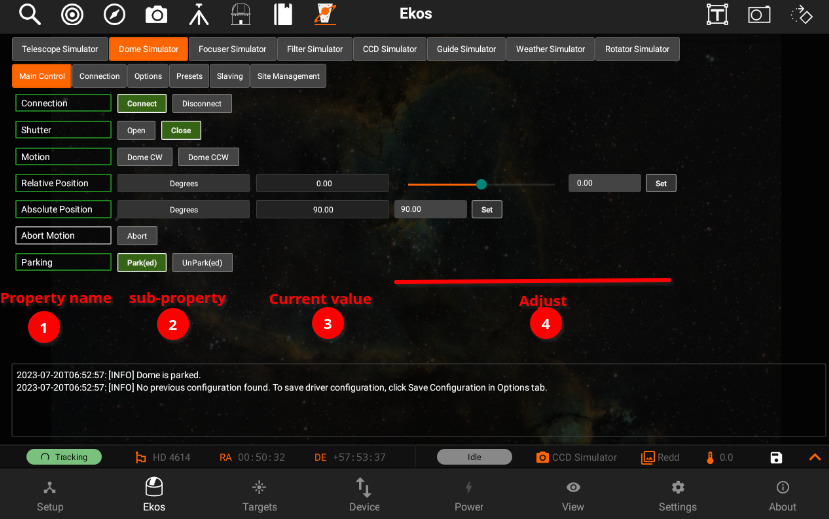 Ekos
Telescope Simulator Dome Simulator Focuser Simulator Filter Simulator CCD Simulator Guide Simulator Weather Simulator Rotator Simulator
Main Control Connection Options Presets Slaving Site Management
Connection Connect Disconnect
Shutter Open Close
Motion Dome CW Dome CCW
Relative Position Degrees 0.00 0.00 Set
Absolute Position Degrees 90.00 90.00 Set
Abort Motion Abort
Parking Park(ed) UnPark(ed)
Property name sub-property Current value Adjust
1 2 3 4
2023-07-20T06:52:57: [INFO] Dome is parked.
2023-07-20T06:52:57: [INFO] No previous configuration found. To save driver configuration, click Save Configuration in Options tab.
Tracking HD 4614 RA 00:50:32 DE +57:53:37 Idle CCD Simulator Redd 0.0
Setup Ekos Targets Device Power View Settings About